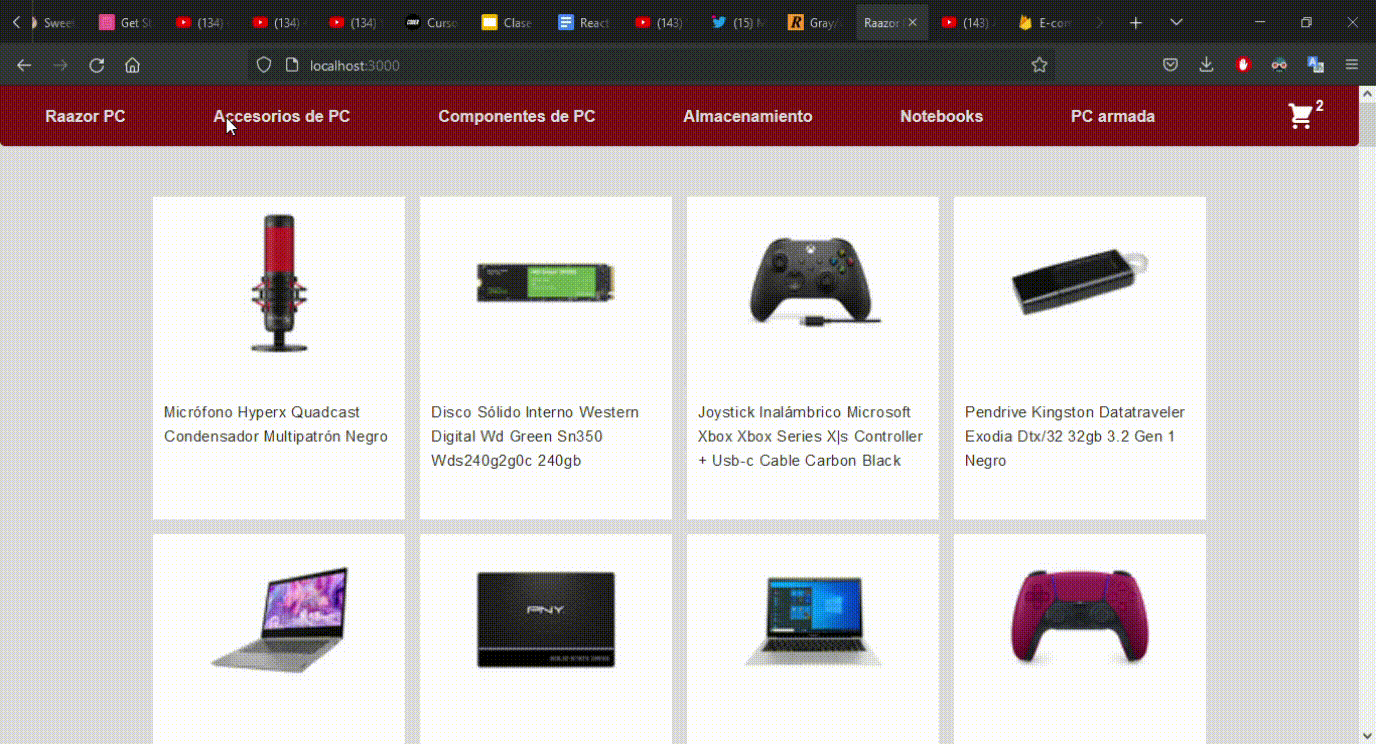 Sweet
Get St
(134)
(134)
(134)
Curso
Clase
React
(143)
(15)
Gray/
Raazor
(143)
E-com
localhost:3000
Raazor PC
Accesorios de PC
Componentes de PC
Almacenamiento
Notebooks
PC armada
2
Micrófono Hyperx Quadcast
Condensador Multipatrón Negro
Disco Sólido Interno Western
Digital Wd Green Sn350
Wds240g2g0c 240gb
Joystick Inalámbrico Microsoft
Xbox Xbox Series X|s Controller
+ Usb-c Cable Carbon Black
Pendrive Kingston Datatraveler
Exodia Dtx/32 32gb 3.2 Gen 1
Negro
PNY